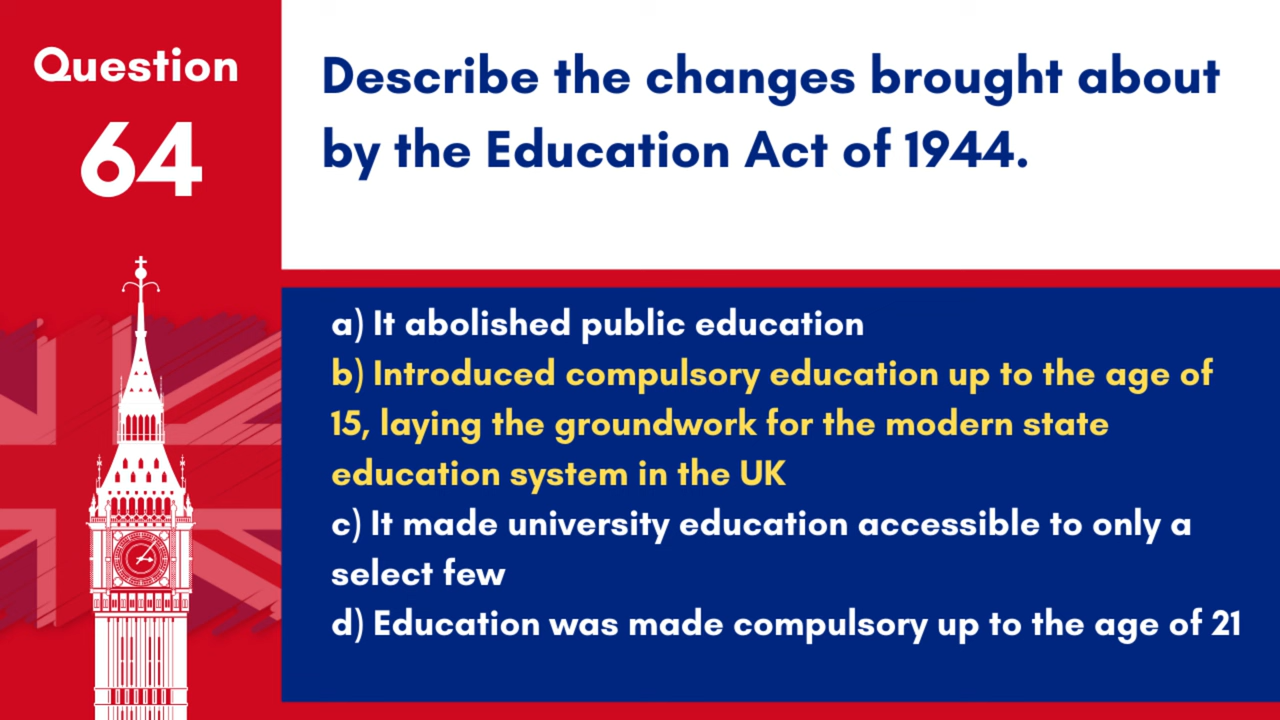 Question
64
Describe the changes brought about
by the Education Act of 1944.
a) It abolished public education
b) Introduced compulsory education up to the age of
15, laying the groundwork for the modern state
education system in the UK
c) It made university education accessible to only a
select few
d) Education was made compulsory up to the age of 21